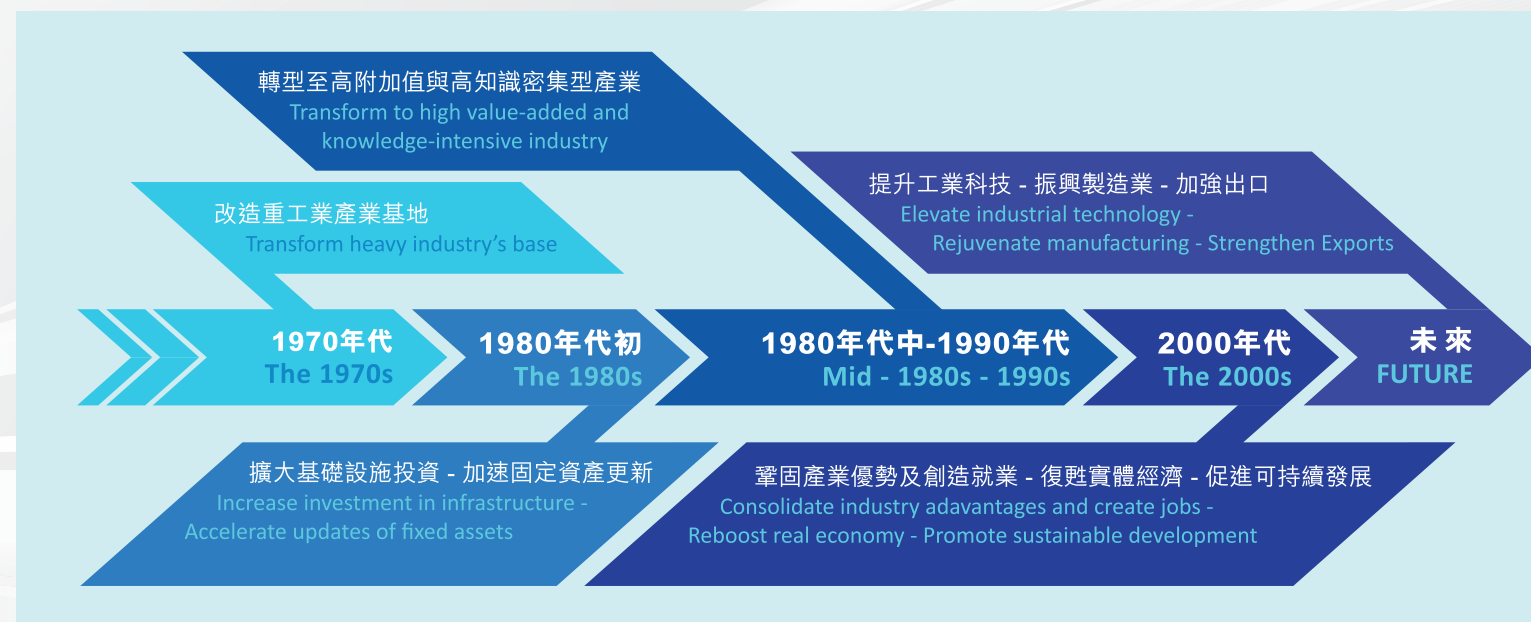 轉型至高附加值與高知識密集型產業
Transform to high value-added and
knowledge-intensive industry
改造重工業產業基地
Transform heavy industry’s base
提升工業科技 - 振興製造業 - 加強出口
Elevate industrial technology -
Rejuvenate manufacturing - Strengthen Exports
1970年代
The 1970s
1980年代初
The 1980s
1980年代中-1990年代
Mid - 1980s - 1990s
2000年代
The 2000s
未來
FUTURE
擴大基礎設施投資 - 加速固定資產更新
Increase investment in infrastructure -
Accelerate updates of fixed assets
鞏固產業優勢及創造就業 - 復甦實體經濟 - 促進可持續發展
Consolidate industry adavantages and create jobs -
Reboost real economy - Promote sustainable development